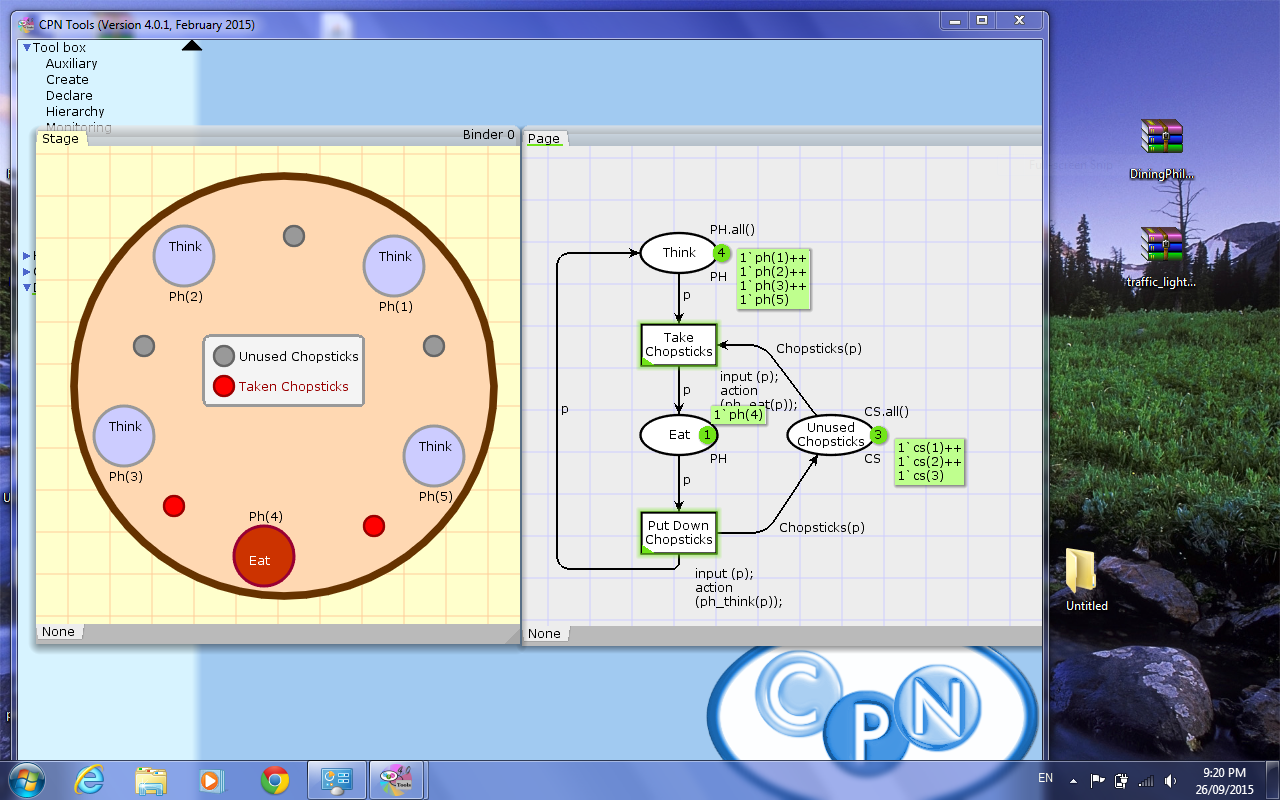 CPN Tools (Version 4.0.1, February 2015)
Tool box
Auxiliary
Create
Declare
Hierarchy
Monitoring
Binder 0
Stage
Think
Ph(2)
Think
Ph(1)
Unused Chopsticks
Taken Chopsticks
Think
Ph(3)
Think
Ph(5)
Ph(4)
Eat
None
Page
PH.all()
Think
4
1`ph(1)++
1`ph(2)++
1`ph(3)++
1`ph(5)
PH
p
Take
Chopsticks
Chopsticks(p)
input (p);
action
(ph_eat(p));
p
p
1`ph(4)
Eat
1
PH
CS.all()
Unused
Chopsticks
3
1`cs(1)++
1`cs(2)++
1`cs(3)
CS
p
Put Down
Chopsticks
Chopsticks(p)
input (p);
action
(ph_think(p));
None
CPN
DiningPhil...
traffic_light...
Untitled
4.0
Tools
EN
9:20 PM
26/09/2015